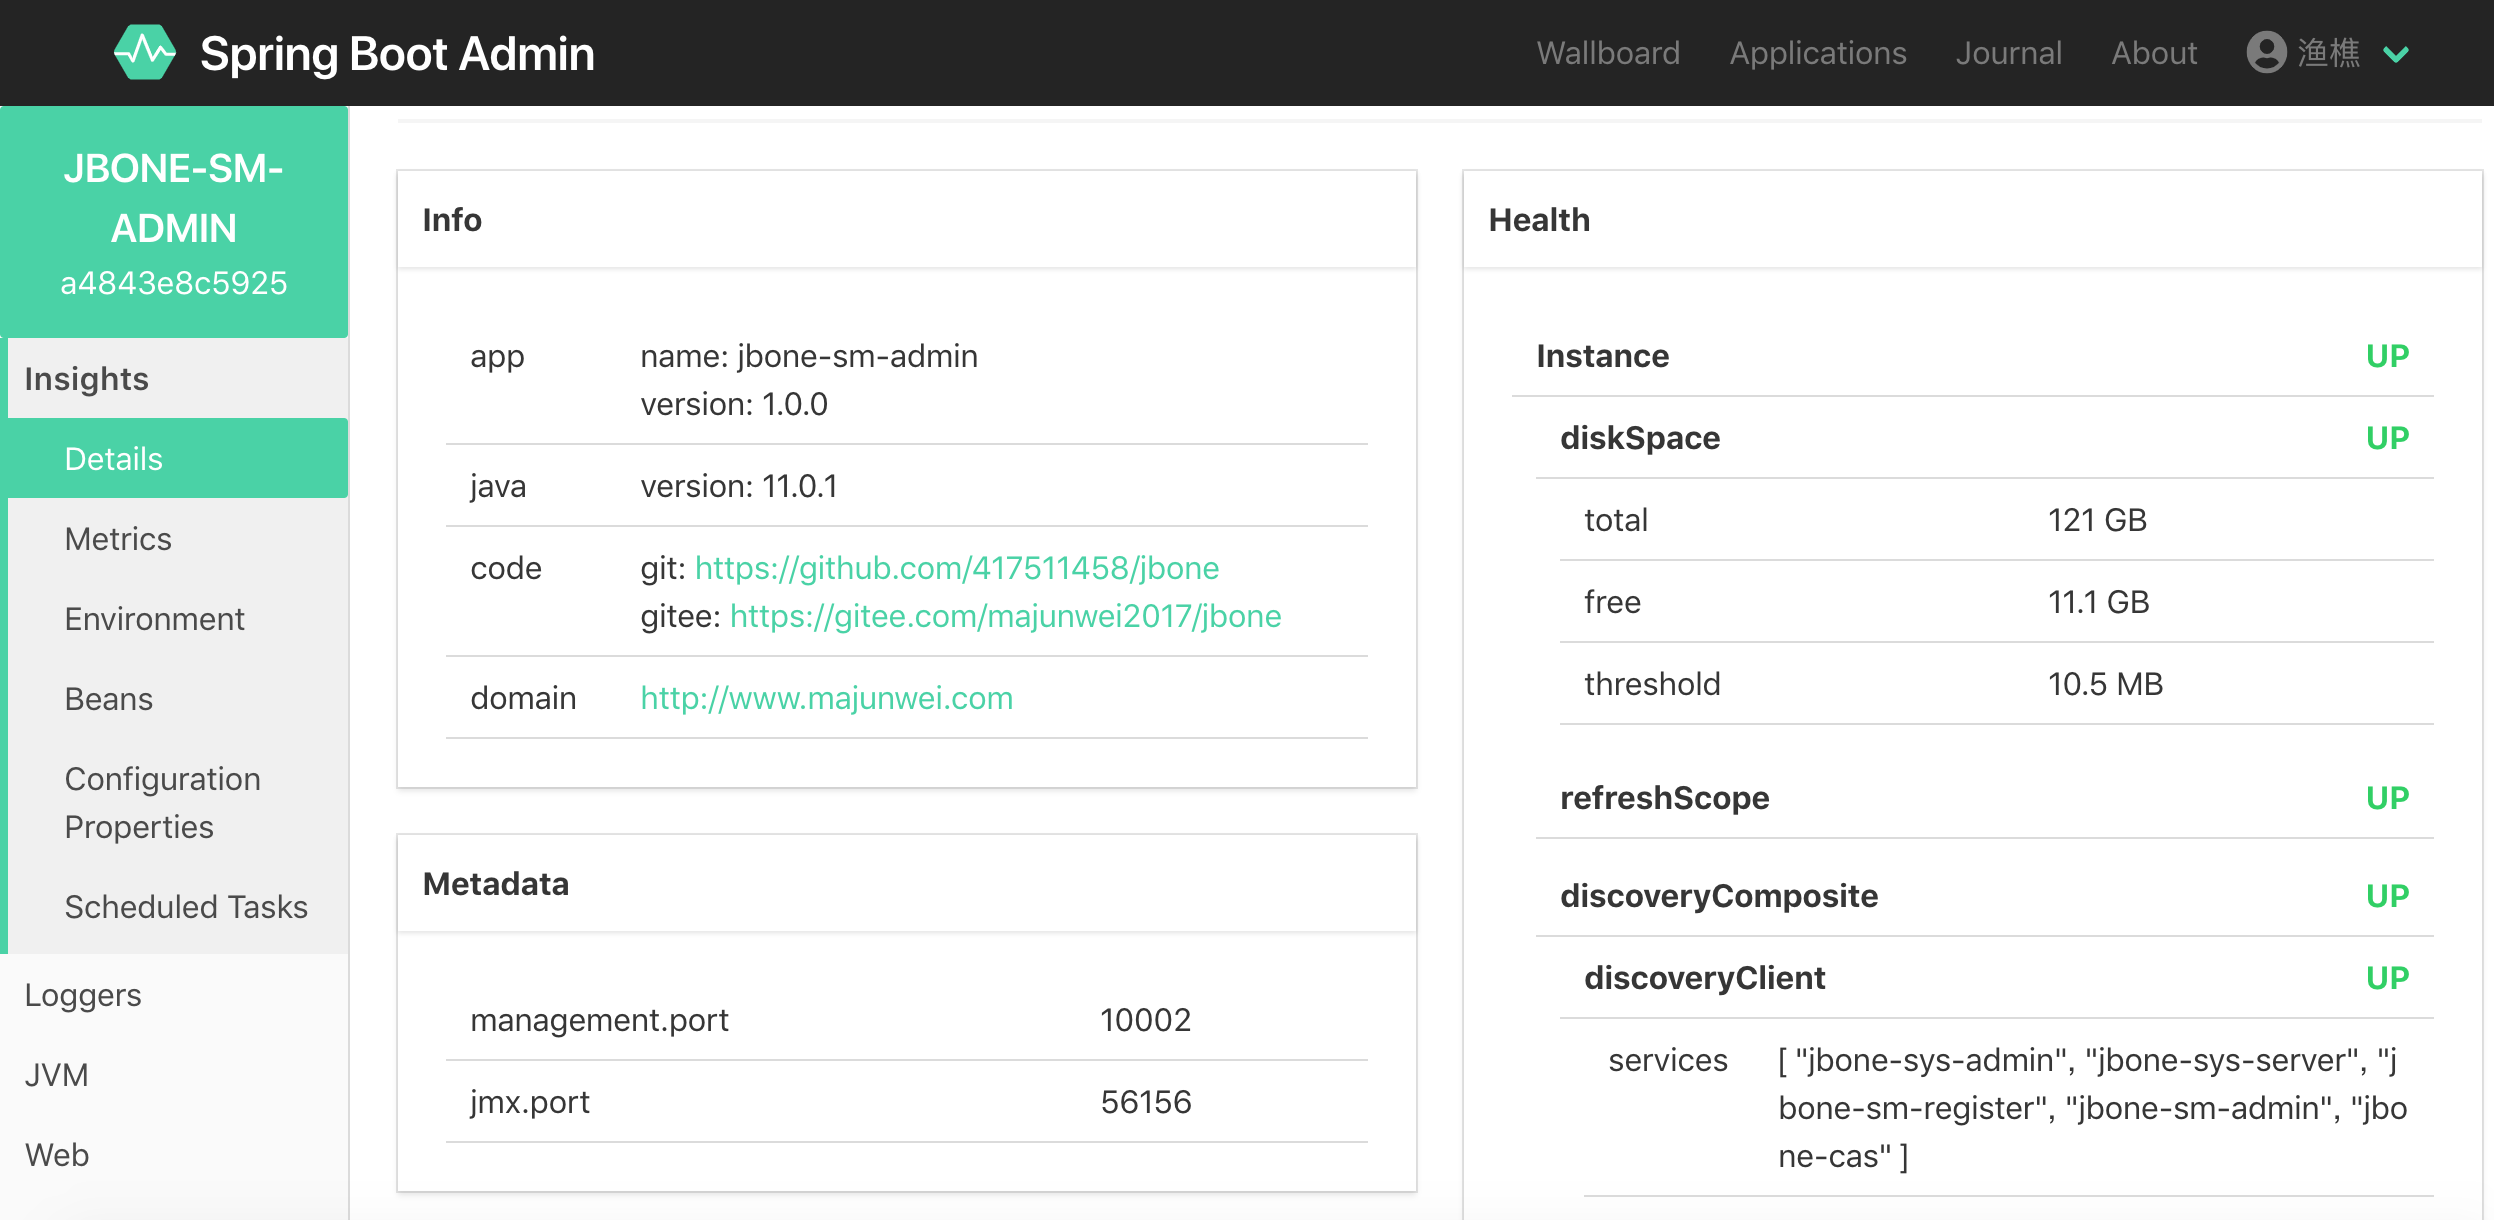 Spring Boot Admin
Wallboard Applications Journal About 渔樵
JBONE-SM-
ADMIN
a4843e8c5925
Insights
Details
Metrics
Environment
Beans
Configuration
Properties
Scheduled Tasks
Loggers
JVM
Web
Info
app name: jbone-sm-admin
version: 1.0.0
java version: 11.0.1
code git: https://github.com/417511458/jbone
gitee: https://gitee.com/majunwei2017/jbone
domain http://www.majunwei.com
Metadata
management.port 10002
jmx.port 56156
Health
Instance UP
diskSpace UP
total 121 GB
free 11.1 GB
threshold 10.5 MB
refreshScope UP
discoveryComposite UP
discoveryClient UP
services [ "jbone-sys-admin", "jbone-sys-server", "j
bone-sm-register", "jbone-sm-admin", "jbo
ne-cas" ]